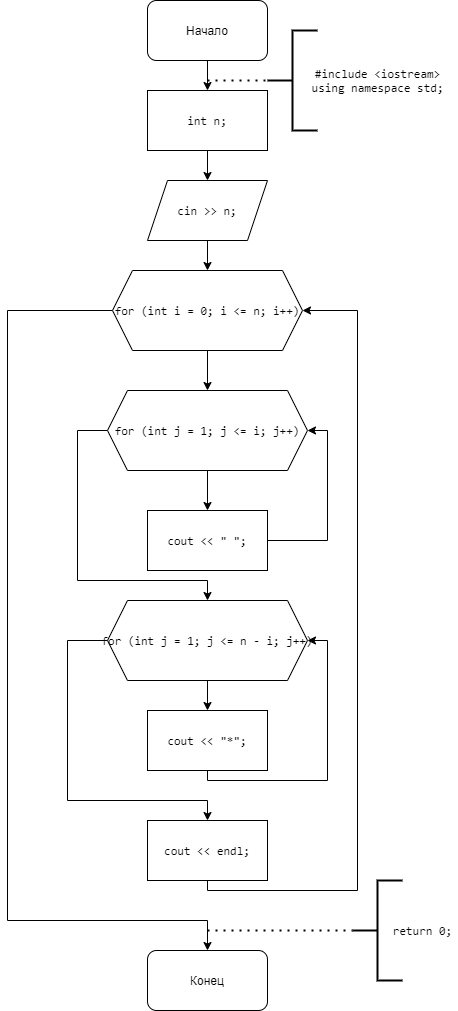 Начало
#include <iostream>
using namespace std;
int n;
cin >> n;
for (int i = 0; i <= n; i++)
for (int j = 1; j <= i; j++)
cout << " ";
for (int j = 1; j <= n - i; j++)
cout << "*";
cout << endl;
return 0;
Конец